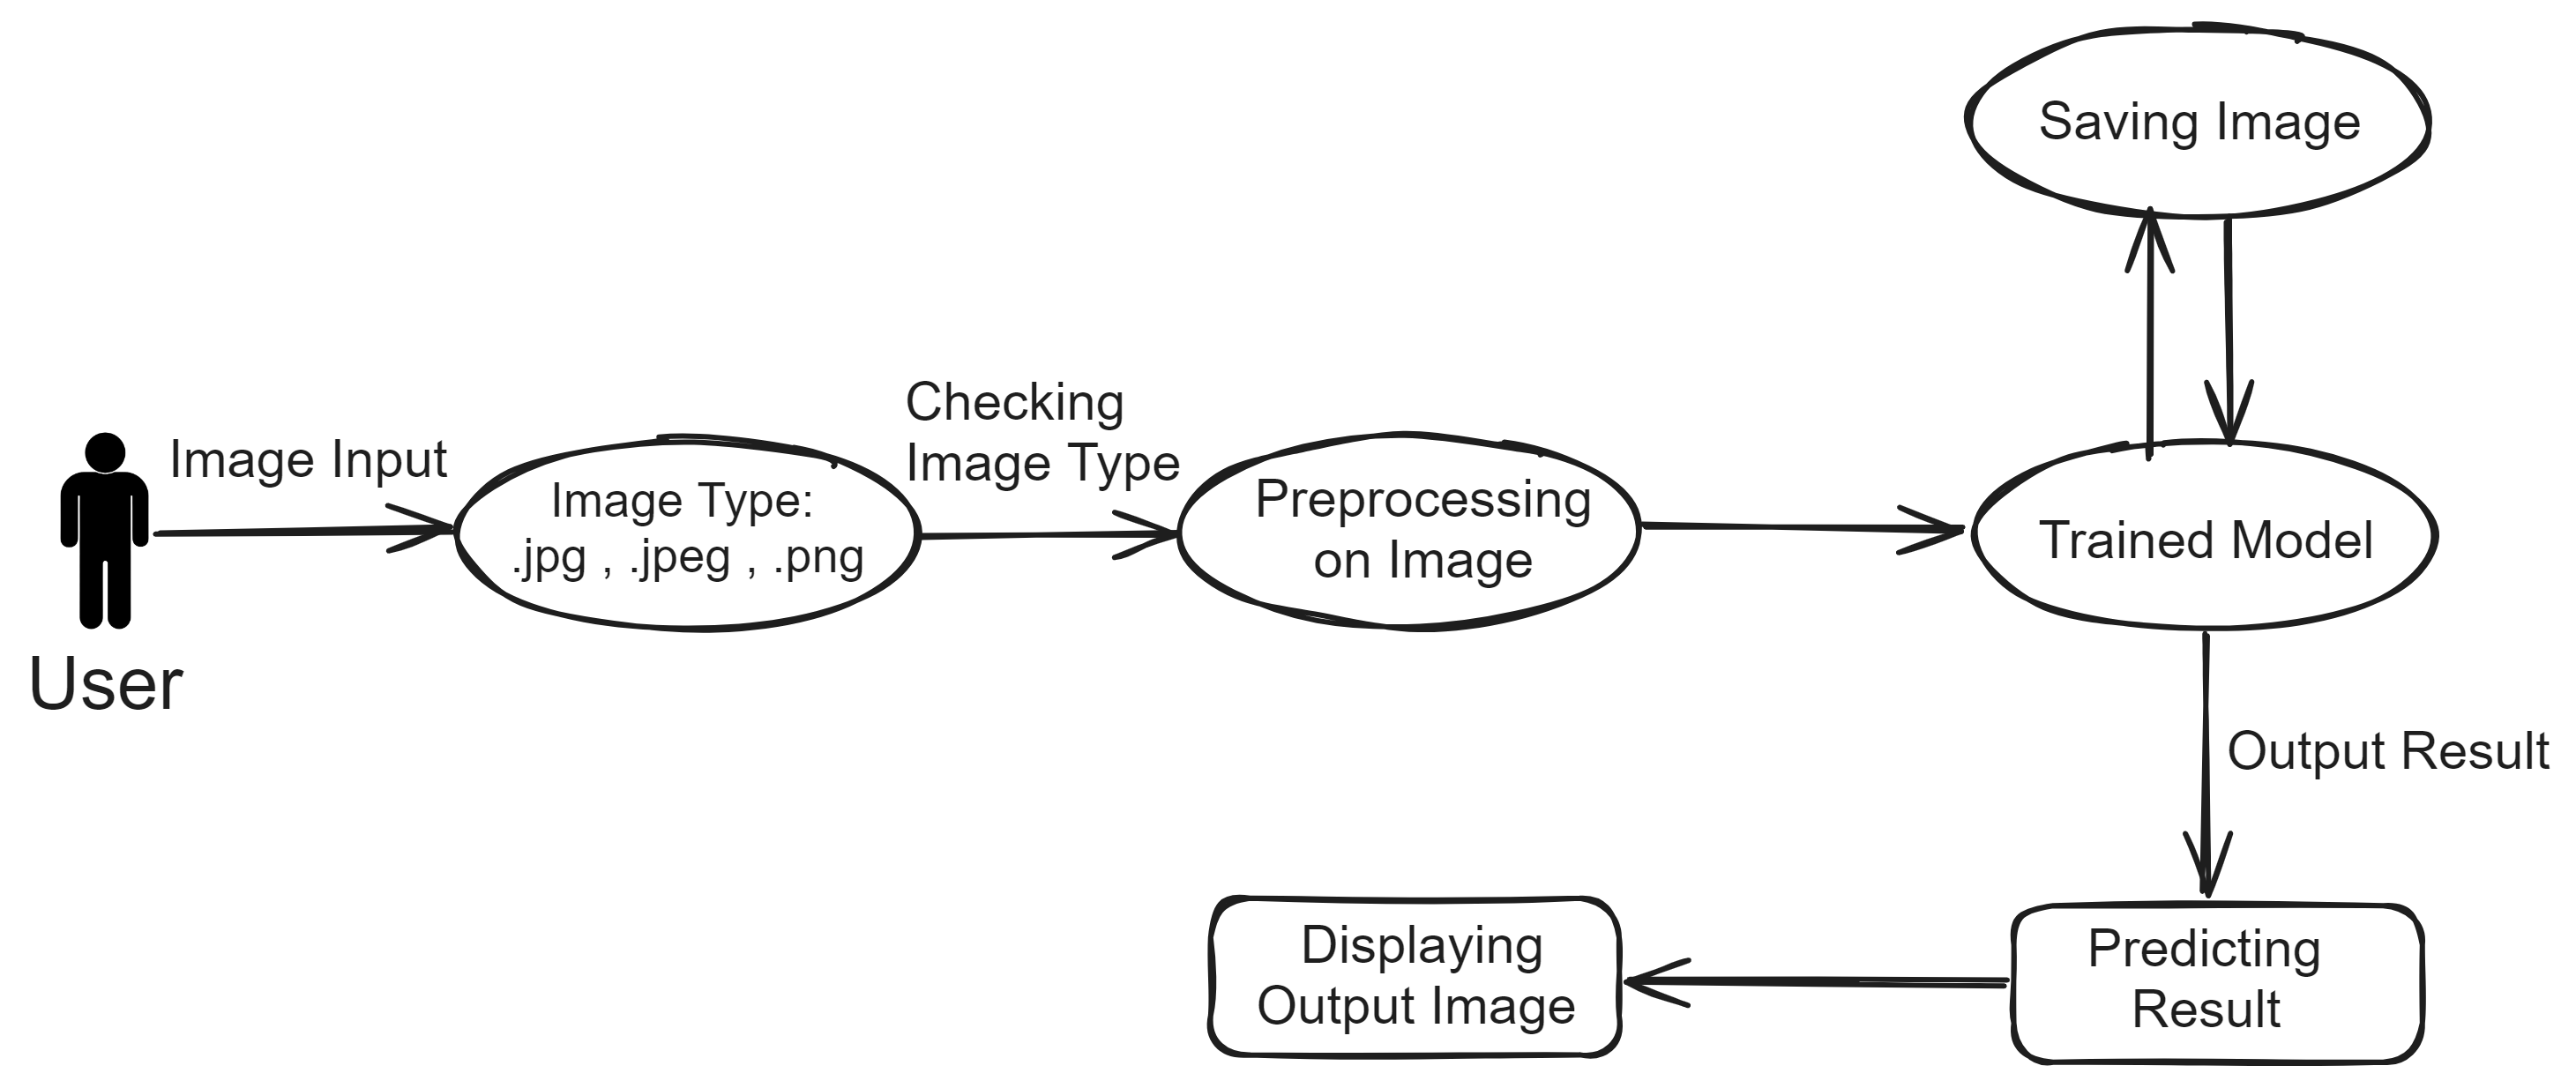 Saving Image
Checking
Image Type
Image Input
Image Type:
.jpg , .jpeg , .png
Preprocessing
on Image
Trained Model
User
Output Result
Displaying
Output Image
Predicting
Result